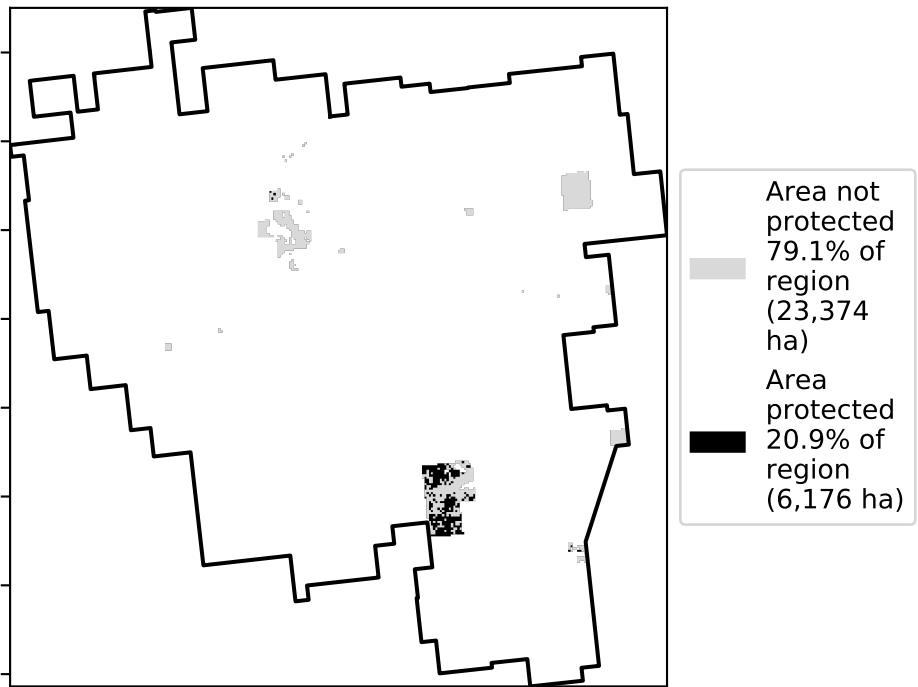 Area not
protected
79.1% of
region
(23,374
ha)
Area
protected
20.9% of
region
(6,176 ha)